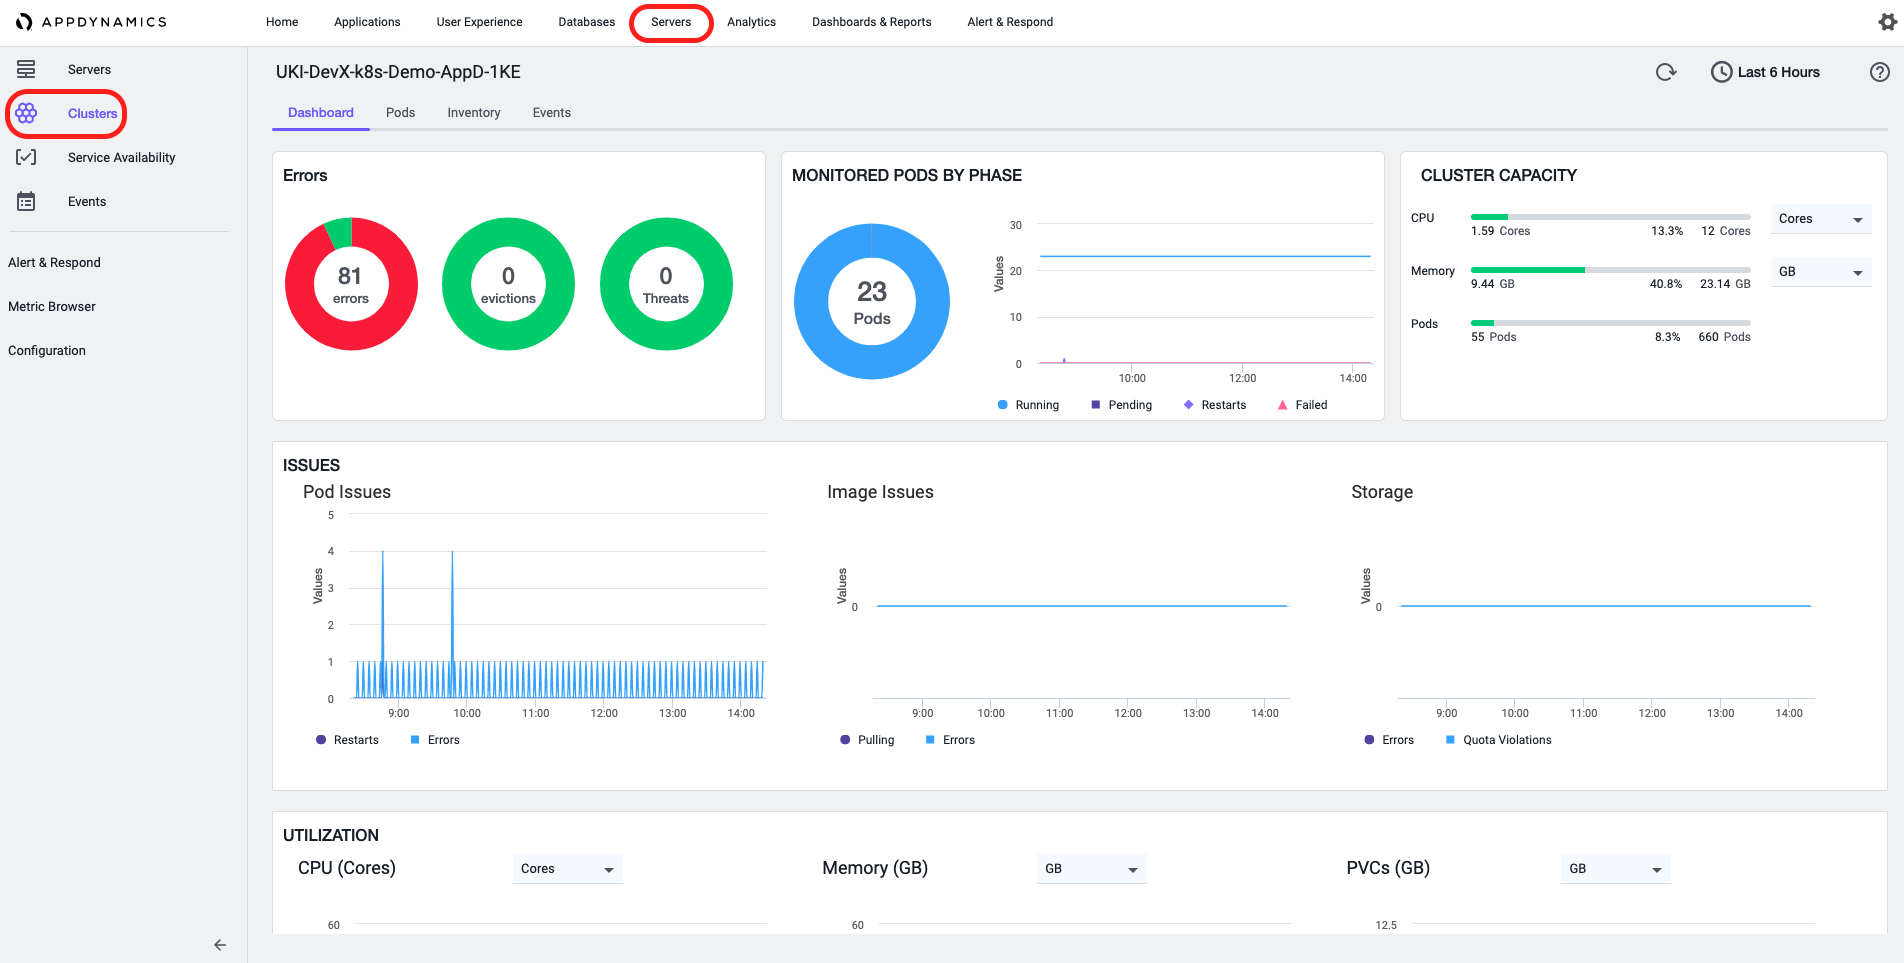 APPDYNAMICS
Home Applications User Experience Databases Servers Analytics Dashboards & Reports Alert & Respond
Servers
Clusters
Service Availability
Events
Alert & Respond
Metric Browser
Configuration
UKI-DevX-k8s-Demo-AppD-1KE
Last 6 Hours
?
Dashboard Pods Inventory Events
Errors
81
errors
0
evictions
0
Threats
MONITORED PODS BY PHASE
23
Pods
Values
30
20
10
0
10:00 12:00 14:00
Running Pending Restarts Failed
CLUSTER CAPACITY
CPU
1.59 Cores 13.3% 12 Cores
Cores
Memory
9.44 GB 40.8% 23.14 GB
GB
Pods
55 Pods 8.3% 660 Pods
ISSUES
Pod Issues
Values
5
4
3
2
1
0
9:00 10:00 11:00 12:00 13:00 14:00
Restarts Errors
Image Issues
Values
0
9:00 10:00 11:00 12:00 13:00 14:00
Pulling Errors
Storage
Values
0
9:00 10:00 11:00 12:00 13:00 14:00
Errors Quota Violations
UTILIZATION
CPU (Cores) Cores
60
Memory (GB) GB
60
PVCs (GB) GB
12.5